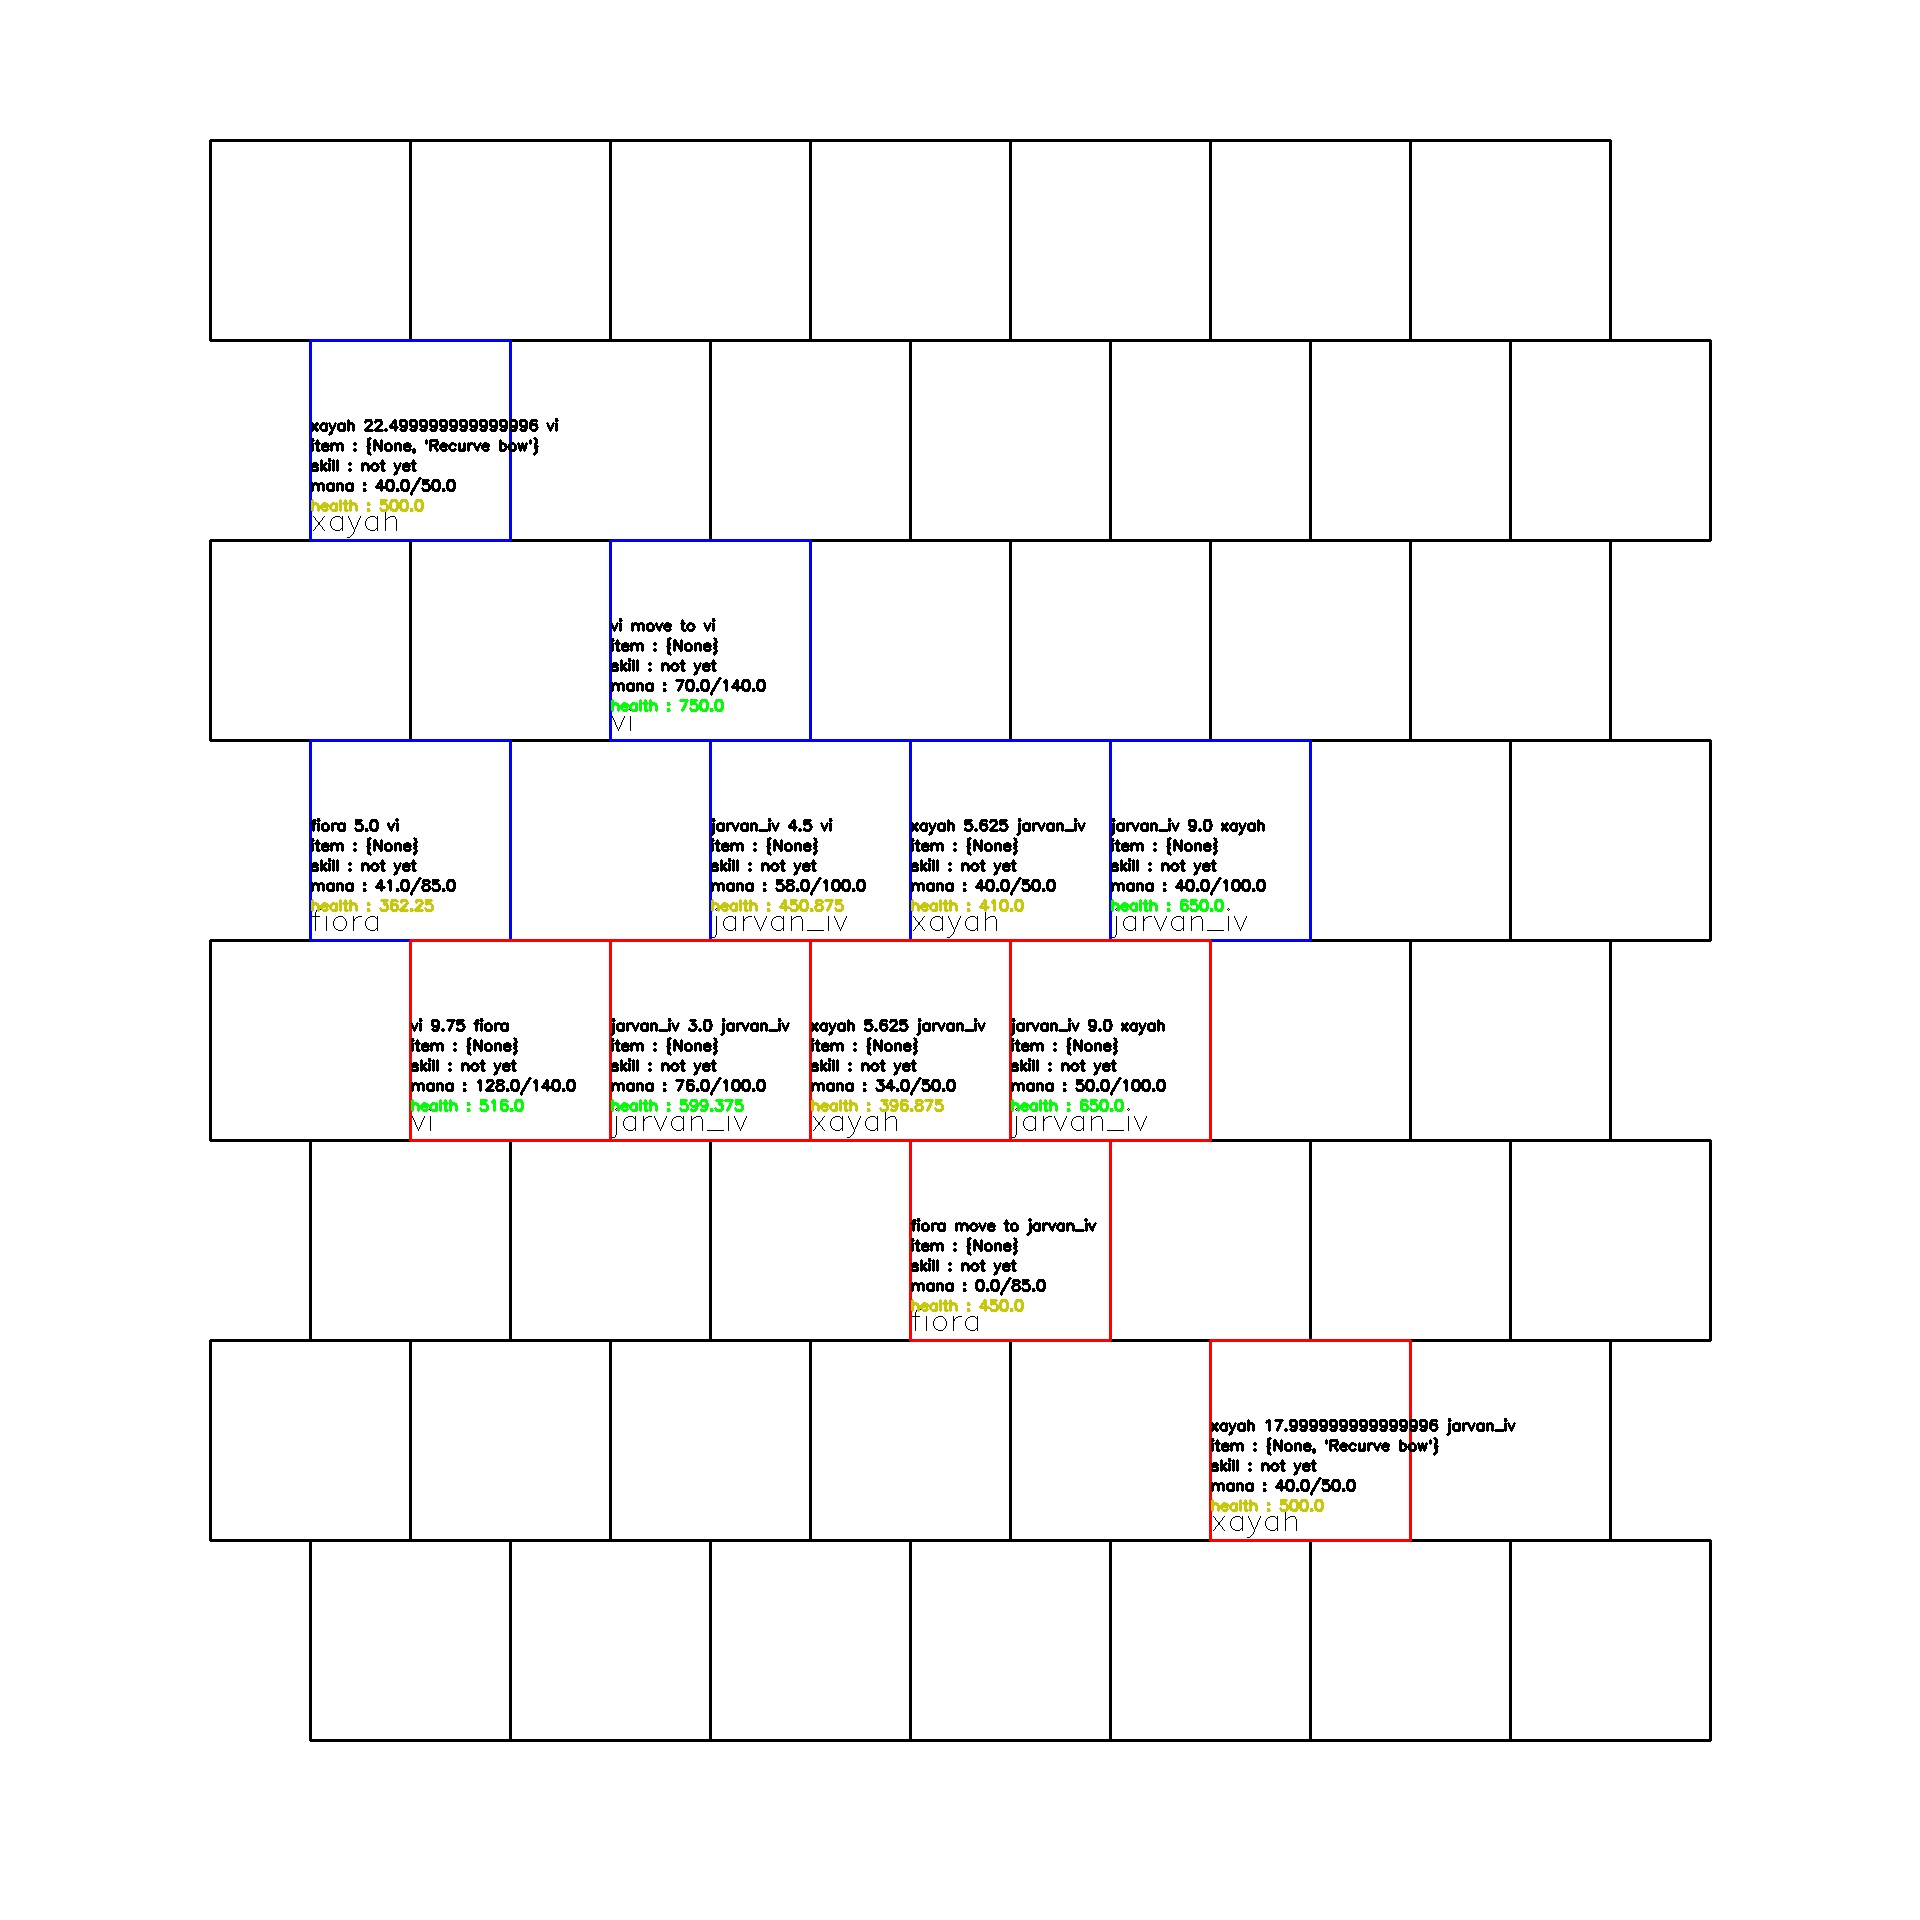 xayah 22.499999999999996 vi
item : {None, 'Recurve bow'}
skill : not yet
mana : 40.0/50.0
health : 500.0
xayah
vi move to vi
item : {None}
skill : not yet
mana : 70.0/140.0
health : 750.0
vi
fiora 5.0 vi
item : {None}
skill : not yet
mana : 41.0/85.0
health : 362.25
fiora
jarvan_iv 4.5 vi
item : {None}
skill : not yet
mana : 58.0/100.0
health : 450.875
jarvan_iv
xayah 5.625 jarvan_iv
item : {None}
skill : not yet
mana : 40.0/50.0
health : 410.0
xayah
jarvan_iv 9.0 xayah
item : {None}
skill : not yet
mana : 40.0/100.0
health : 650.0
jarvan_iv
vi 9.75 fiora
item : {None}
skill : not yet
mana : 128.0/140.0
health : 516.0
vi
jarvan_iv 3.0 jarvan_iv
item : {None}
skill : not yet
mana : 76.0/100.0
health : 599.375
jarvan_iv
xayah 5.625 jarvan_iv
item : {None}
skill : not yet
mana : 34.0/50.0
health : 396.875
xayah
jarvan_iv 9.0 xayah
item : {None}
skill : not yet
mana : 50.0/100.0
health : 650.0
jarvan_iv
fiora move to jarvan_iv
item : {None}
skill : not yet
mana : 0.0/85.0
health : 450.0
fiora
xayah 17.999999999999996 jarvan_iv
item : {None, 'Recurve bow'}
skill : not yet
mana : 40.0/50.0
health : 500.0
xayah